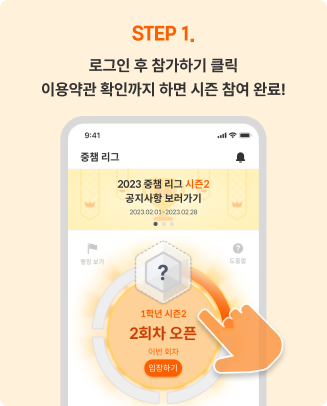 STEP 1.
로그인 후 참가하기 클릭
이용약관 확인까지 하면 시즌 참여 완료!
9:41
중챔 리그
2023 중챔 리그 시즌2
공지사항 보러가기
2023.02.01~2023.02.28
랭킹 보기
도움말
?
1학년 시즌2
2회차 오픈
이번 회차
입장하기